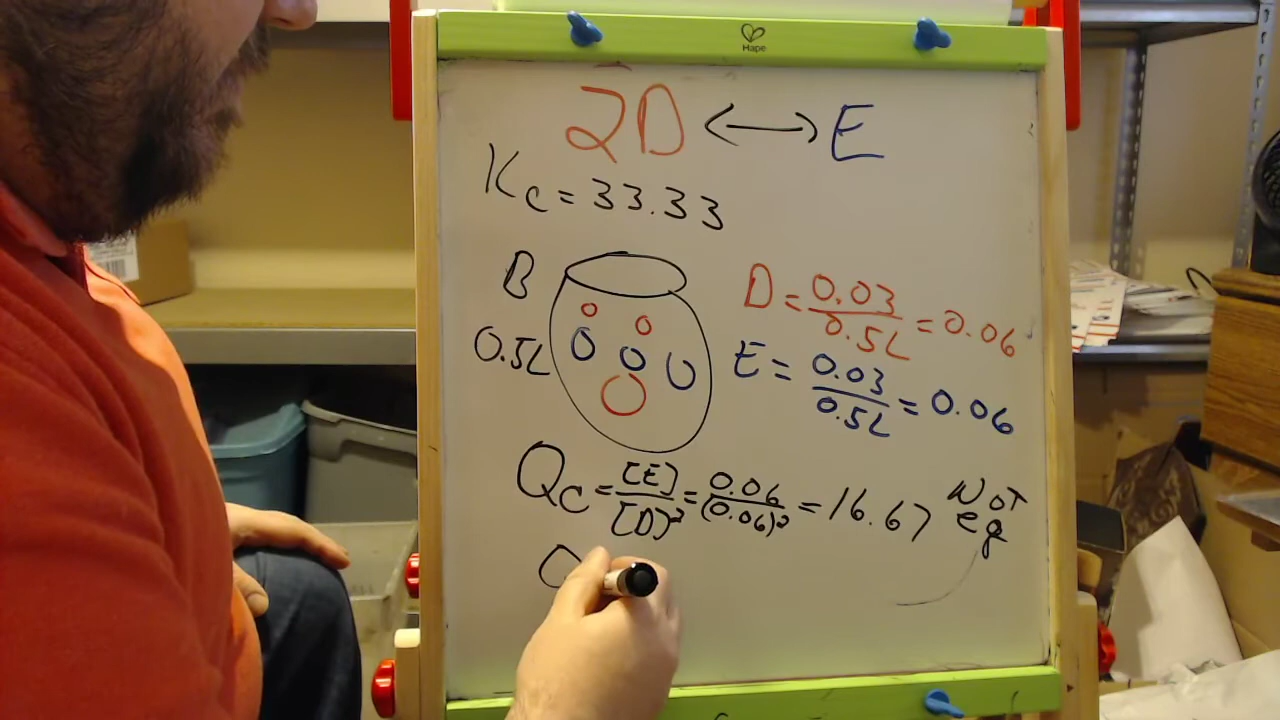 Hape
2D ⟷ E
Kc = 33.33
B
0.5L
D = 0.03/0.5L = 0.06
E = 0.03/0.5L = 0.06
Qc = [E]/[D]² = 0.06/(0.06)² = 16.67 Not eq